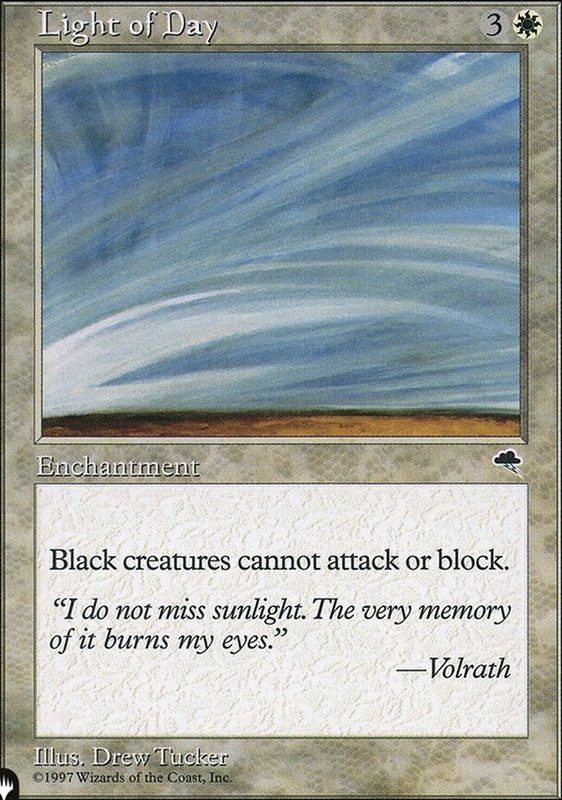 Light of Day 3
Enchantment
Black creatures cannot attack or block.
“I do not miss sunlight. The very memory
of it burns my eyes.”
—Volrath
Illus. Drew Tucker
©1997 Wizards of the Coast, Inc.